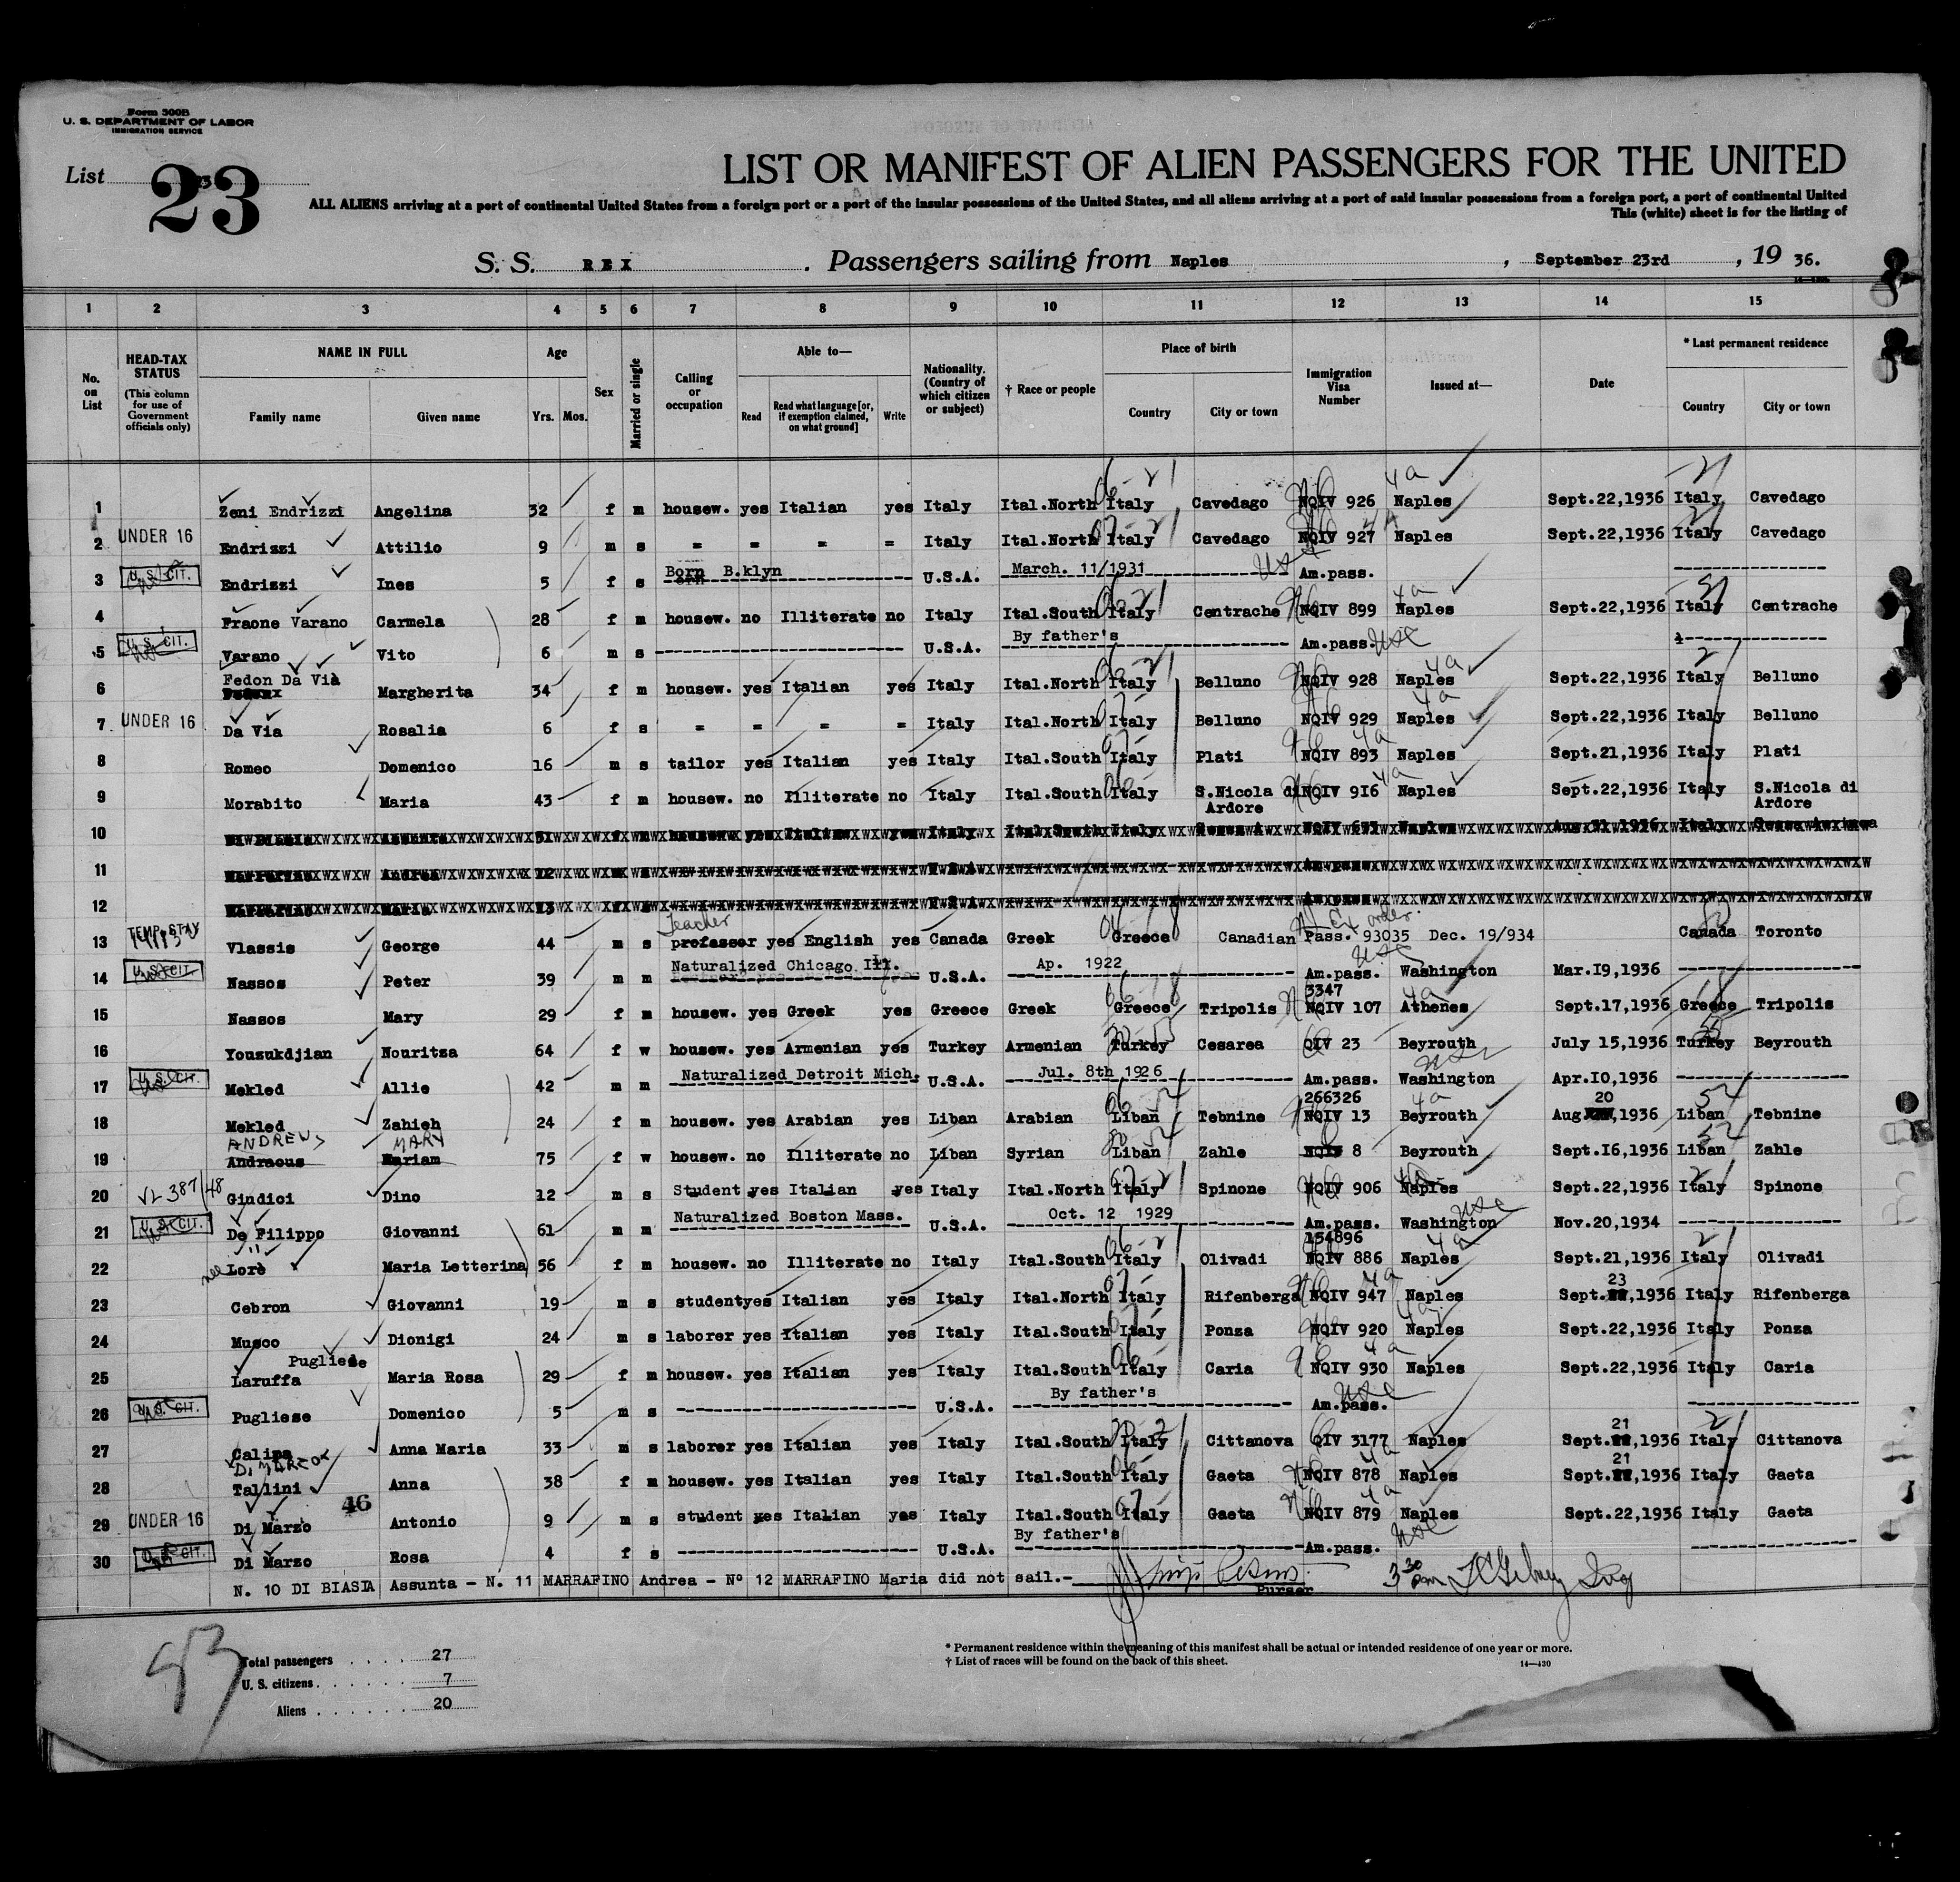 Form 500B
U. S. DEPARTMENT OF LABOR
IMMIGRATION SERVICE
List 23
LIST OR MANIFEST OF ALIEN PASSENGERS FOR THE UNITED
ALL ALIENS arriving at a port of continental United States from a foreign port or a port of the insular possessions of the United States, and all aliens arriving at a port of said insular possessions from a foreign port, a port of continental United
This (white) sheet is for the listing of
S. S. REX . Passengers sailing from Naples , September 23rd , 19 36.
1 2 3 4 5 6 7 8 9 10 11 12 13 14 15
No. on List
HEAD-TAX STATUS (This column for use of Government officials only)
NAME IN FULL Family name Given name
Age Yrs. Mos.
Sex
Married or single
Calling or occupation
Able to— Read Read what language [or, if exemption claimed, on what ground] Write
Nationality. (Country of which citizen or subject)
† Race or people
Place of birth Country City or town
Immigration Visa Number
Issued at—
Date
* Last permanent residence Country City or town
1 Zeni Endrizzi Angelina 32 f m housew. yes Italian yes Italy Ital.North Italy Cavedago NQIV 926 Naples Sept.22,1936 Italy Cavedago
2 UNDER 16 Endrizzi Attilio 9 m s = = = = Italy Ital.North Italy Cavedago NQIV 927 Naples Sept.22,1936 Italy Cavedago
3 U.S. CIT. Endrizzi Ines 5 f s Born B.klyn U.S.A. March. 11/1931 Am.pass.
4 Fraone Varano Carmela 28 f m housew. no Illiterate no Italy Ital.South Italy Centrache NQIV 899 Naples Sept.22,1936 Italy Centrache
5 U.S. CIT. Varano Vito 6 m s U.S.A. By father's Am.pass.
6 Fedon Da Vià Margherita 34 f m housew. yes Italian yes Italy Ital.North Italy Belluno NQIV 928 Naples Sept.22,1936 Italy Belluno
7 UNDER 16 Da Via Rosalia 6 f s = = = = Italy Ital.North Italy Belluno NQIV 929 Naples Sept.22,1936 Italy Belluno
8 Romeo Domenico 16 m s tailor yes Italian yes Italy Ital.South Italy Plati NQIV 893 Naples Sept.21,1936 Italy Plati
9 Morabito Maria 43 f m housew. no Illiterate no Italy Ital.South Italy S.Nicola di Ardore NQIV 916 Naples Sept.22,1936 Italy S.Nicola di Ardore
10
11
12
13 TEMP. STAY Vlassis George 44 m s Teacher professor yes English yes Canada Greek Greece Canadian Pass. 93035 Dec. 19/934 Canada Toronto
14 U.S. CIT. Nassos Peter 39 m m Naturalized Chicago Ill. U.S.A. Ap. 1922 Am.pass. 3347 Washington Mar.19,1936
15 Nassos Mary 29 f m housew. yes Greek yes Greece Greek Greece Tripolis NQIV 107 Athenes Sept.17,1936 Greece Tripolis
16 Youzukdjian Nouritza 64 f w housew. yes Armenian yes Turkey Armenian Turkey Cesarea QIV 23 Beyrouth July 15,1936 Turkey Beyrouth
17 U.S. CIT. Mekled Allie 42 m m Naturalized Detroit Mich. U.S.A. Jul. 8th 1926 Am.pass. 266326 Washington Apr.10,1936
18 Mekled Zahieh 24 f m housew. yes Arabian yes Liban Arabian Liban Tebnine NQIV 13 Beyrouth Aug 20,1936 Liban Tebnine
19 ANDREWS MARY Andraous Mariam 75 f w housew. no Illiterate no Liban Syrian Liban Zahle 8 Beyrouth Sept.16,1936 Liban Zahle
20 VL 387/48 Gindici Dino 12 m s Student yes Italian yes Italy Ital.North Italy Spinone NQIV 906 Naples Sept.22,1936 Italy Spinone
21 U.S. CIT. De Filippo Giovanni 61 m m Naturalized Boston Mass. U.S.A. Oct. 12 1929 Am.pass. 154896 Washington Nov.20,1934
22 nee Lorè Maria Letterina 56 f m housew. no Illiterate no Italy Ital.South Italy Olivadi NQIV 886 Naples Sept.21,1936 Italy Olivadi
23 Cebron Giovanni 19 m s student yes Italian yes Italy Ital.North Italy Rifenberga NQIV 947 Naples Sept.23,1936 Italy Rifenberga
24 Musco Dionigi 24 m s laborer yes Italian yes Italy Ital.South Italy Ponza NQIV 920 Naples Sept.22,1936 Italy Ponza
25 Pugliese Laruffa Maria Rosa 29 f m housew. yes Italian yes Italy Ital.South Italy Caria NQIV 930 Naples Sept.22,1936 Italy Caria
26 U.S. CIT. Pugliese Domenico 5 m s U.S.A. By father's Am.pass.
27 Calipa Anna Maria 33 m s laborer yes Italian yes Italy Ital.South Italy Cittanova QIV 3177 Naples Sept.21,1936 Italy Cittanova
28 Di MARZO Tallini Anna 38 f m housew. yes Italian yes Italy Ital.South Italy Gaeta NQIV 878 Naples Sept.21,1936 Italy Gaeta
29 UNDER 16 Di Marzo 46 Antonio 9 m s student yes Italian yes Italy Ital.South Italy Gaeta NQIV 879 Naples Sept.22,1936 Italy Gaeta
30 U.S. CIT. Di Marzo Rosa 4 f s U.S.A. By father's Am.pass.
N. 10 DI BIASIA Assunta - N. 11 MARRAFINO Andrea - N° 12 MARRAFINO Maria did not sail.-
Purser
3 30 pm
Total passengers . . . . 27
U. S. citizens . . . . . . 7
Aliens . . . . . . 20
* Permanent residence within the meaning of this manifest shall be actual or intended residence of one year or more.
† List of races will be found on the back of this sheet.
14—430